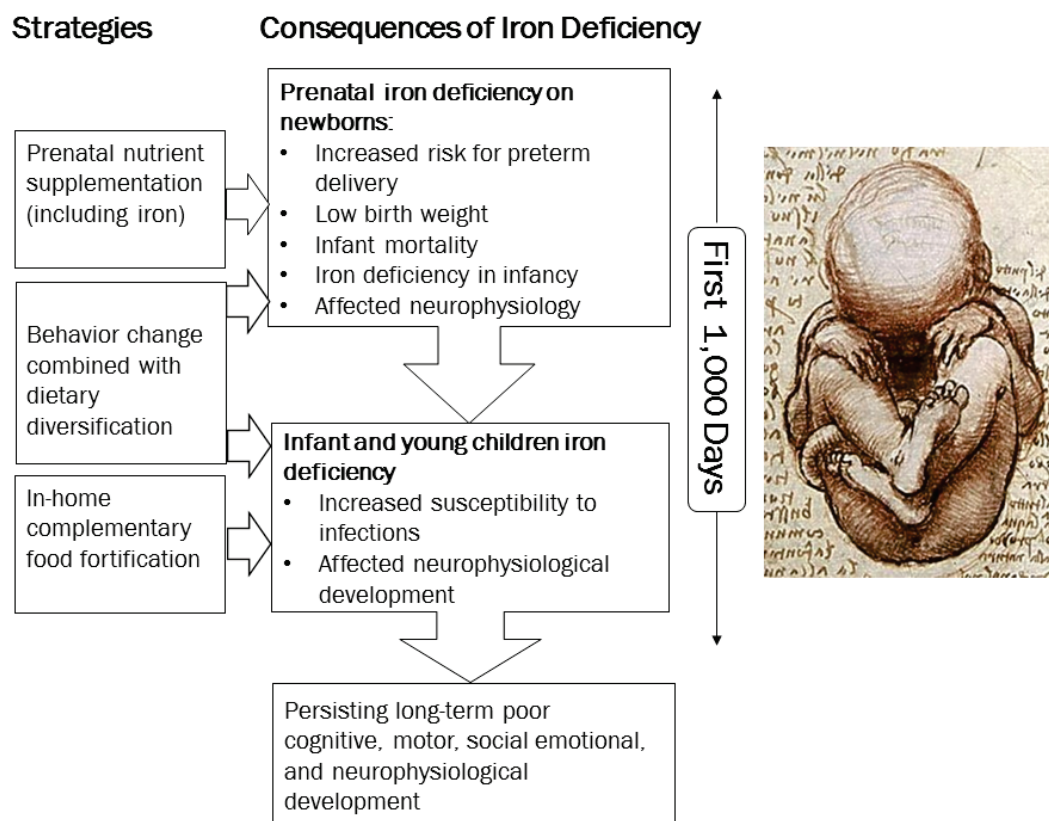 Strategies
Consequences of Iron Deficiency
Prenatal nutrient
supplementation
(including iron)
Behavior change
combined with
dietary
diversification
In-home
complementary
food fortification
Prenatal iron deficiency on
newborns:
• Increased risk for preterm
delivery
• Low birth weight
• Infant mortality
• Iron deficiency in infancy
• Affected neurophysiology
Infant and young children iron
deficiency
• Increased susceptibility to
infections
• Affected neurophysiological
development
Persisting long-term poor
cognitive, motor, social emotional,
and neurophysiological
development
First 1,000 Days